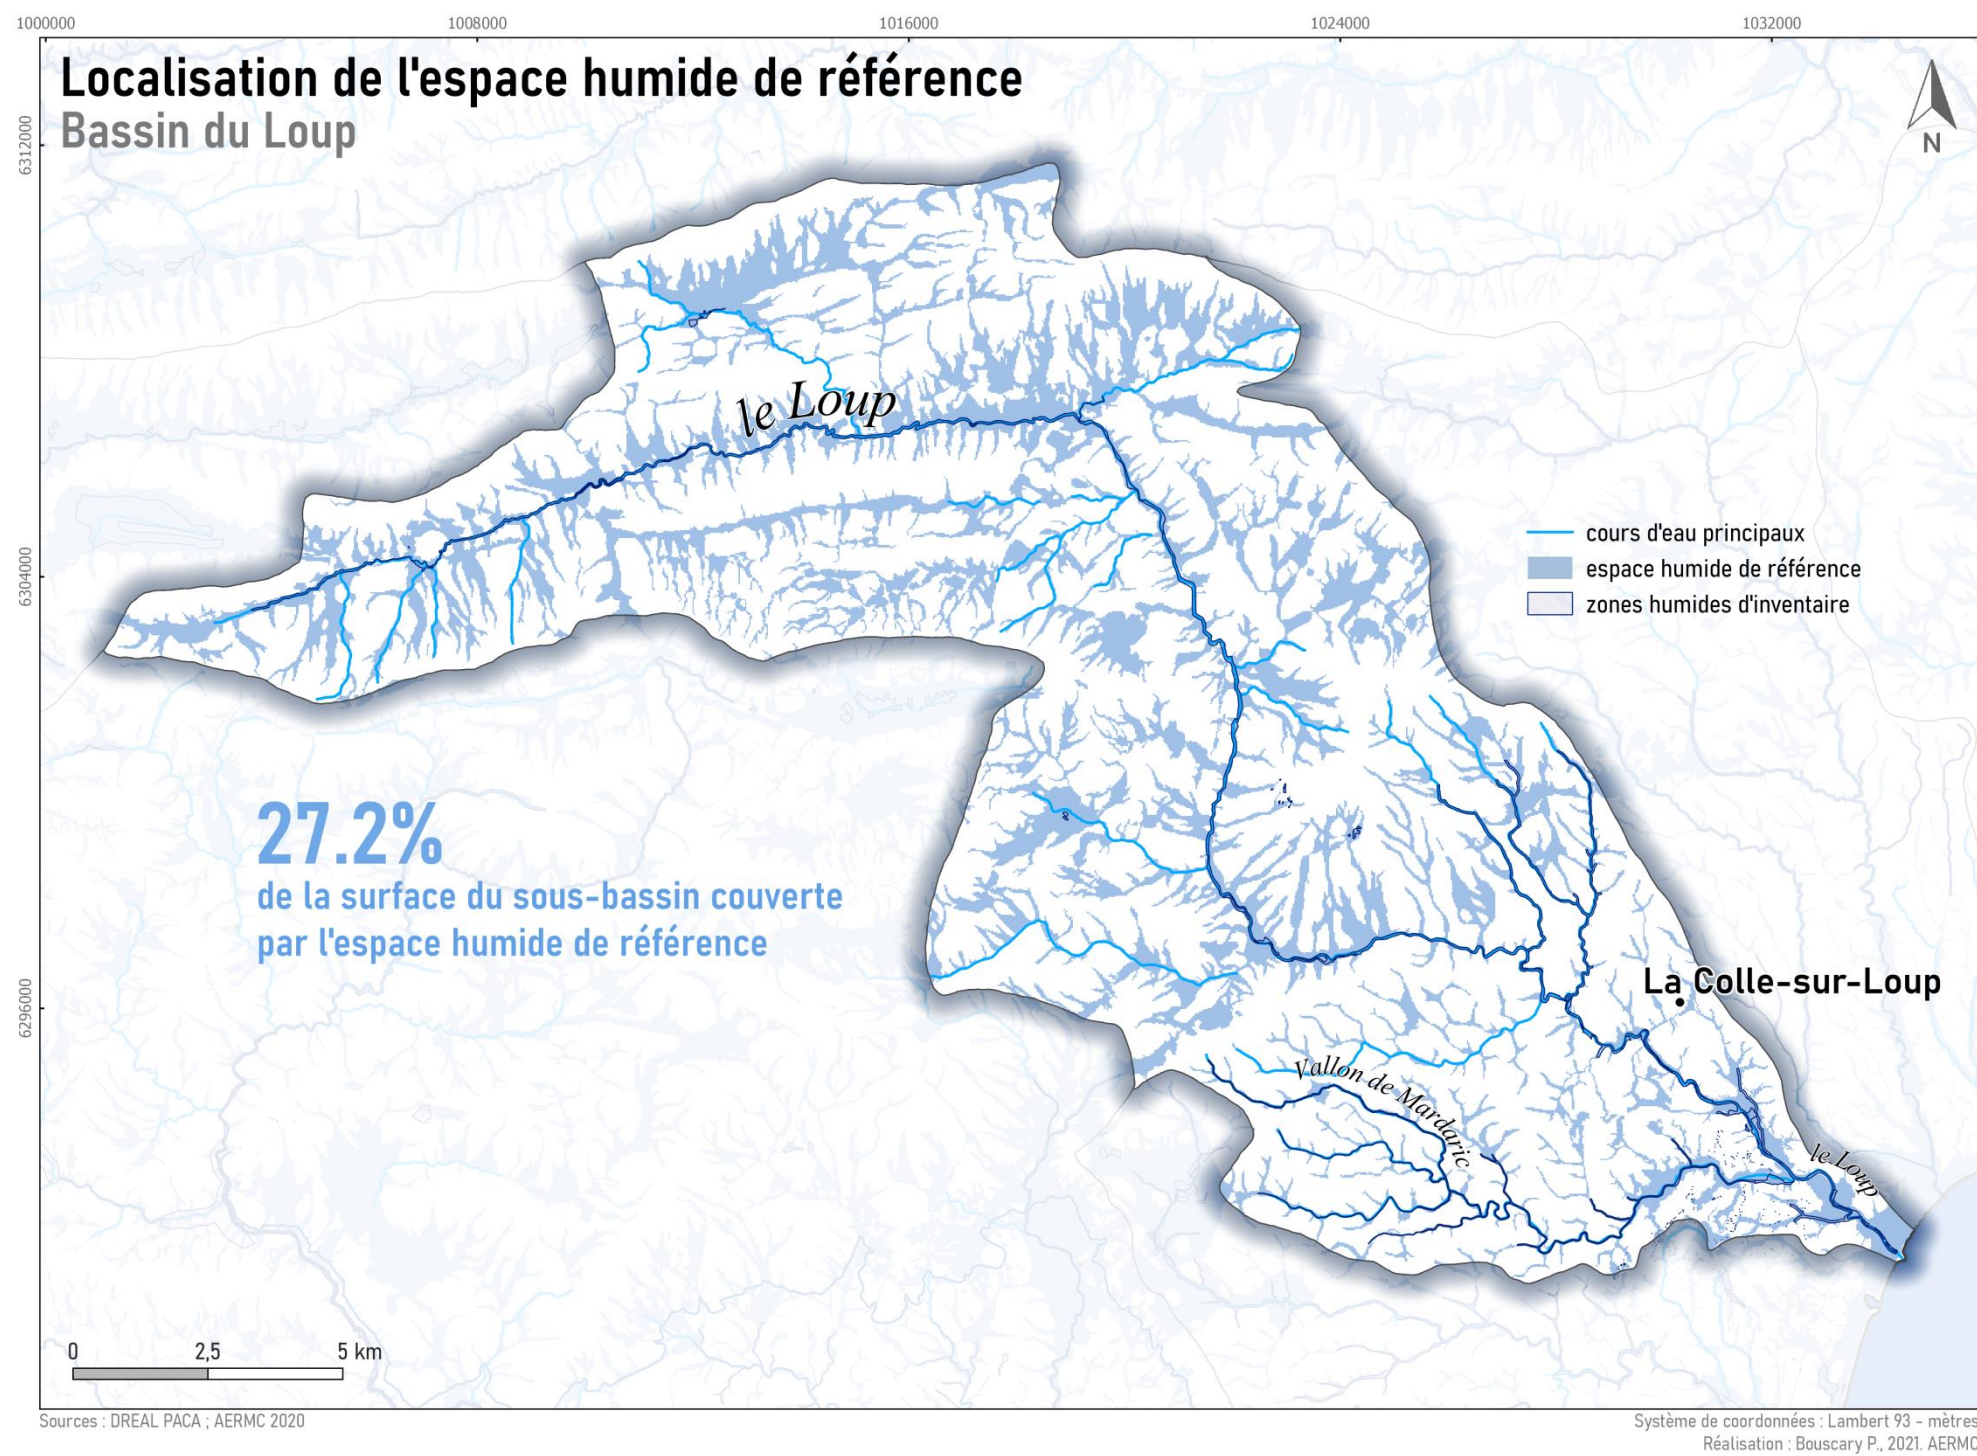 1000000 1008000 1016000 1024000 1032000
Localisation de l'espace humide de référence
Bassin du Loup
N
6312000
6304000
6296000
le Loup
cours d'eau principaux
espace humide de référence
zones humides d'inventaire
27.2%
de la surface du sous-bassin couverte
par l'espace humide de référence
La Colle-sur-Loup
Vallon de Mardaric
le Loup
0 2,5 5 km
Sources : DREAL PACA ; AERMC 2020
Système de coordonnées : Lambert 93 - mètres
Réalisation : Bouscary P., 2021. AERMC